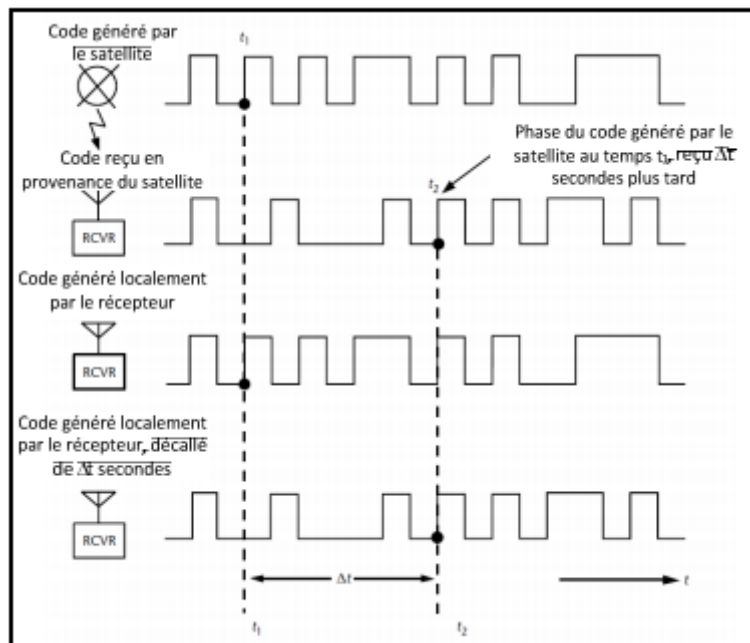 Code généré par
le satellite
t1
Code reçu en
provenance du satellite
Phase du code généré par le
satellite au temps t1, reçu Δt
secondes plus tard
t2
RCVR
Code généré localement
par le récepteur
RCVR
Code généré localement
par le récepteur, décallé
de Δt secondes
RCVR
Δt
t
t1
t2